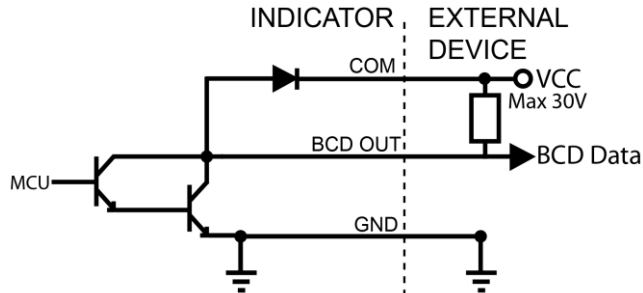 INDICATOR
EXTERNAL
DEVICE
COM
VCC
Max 30V
BCD OUT
BCD Data
MCU
GND